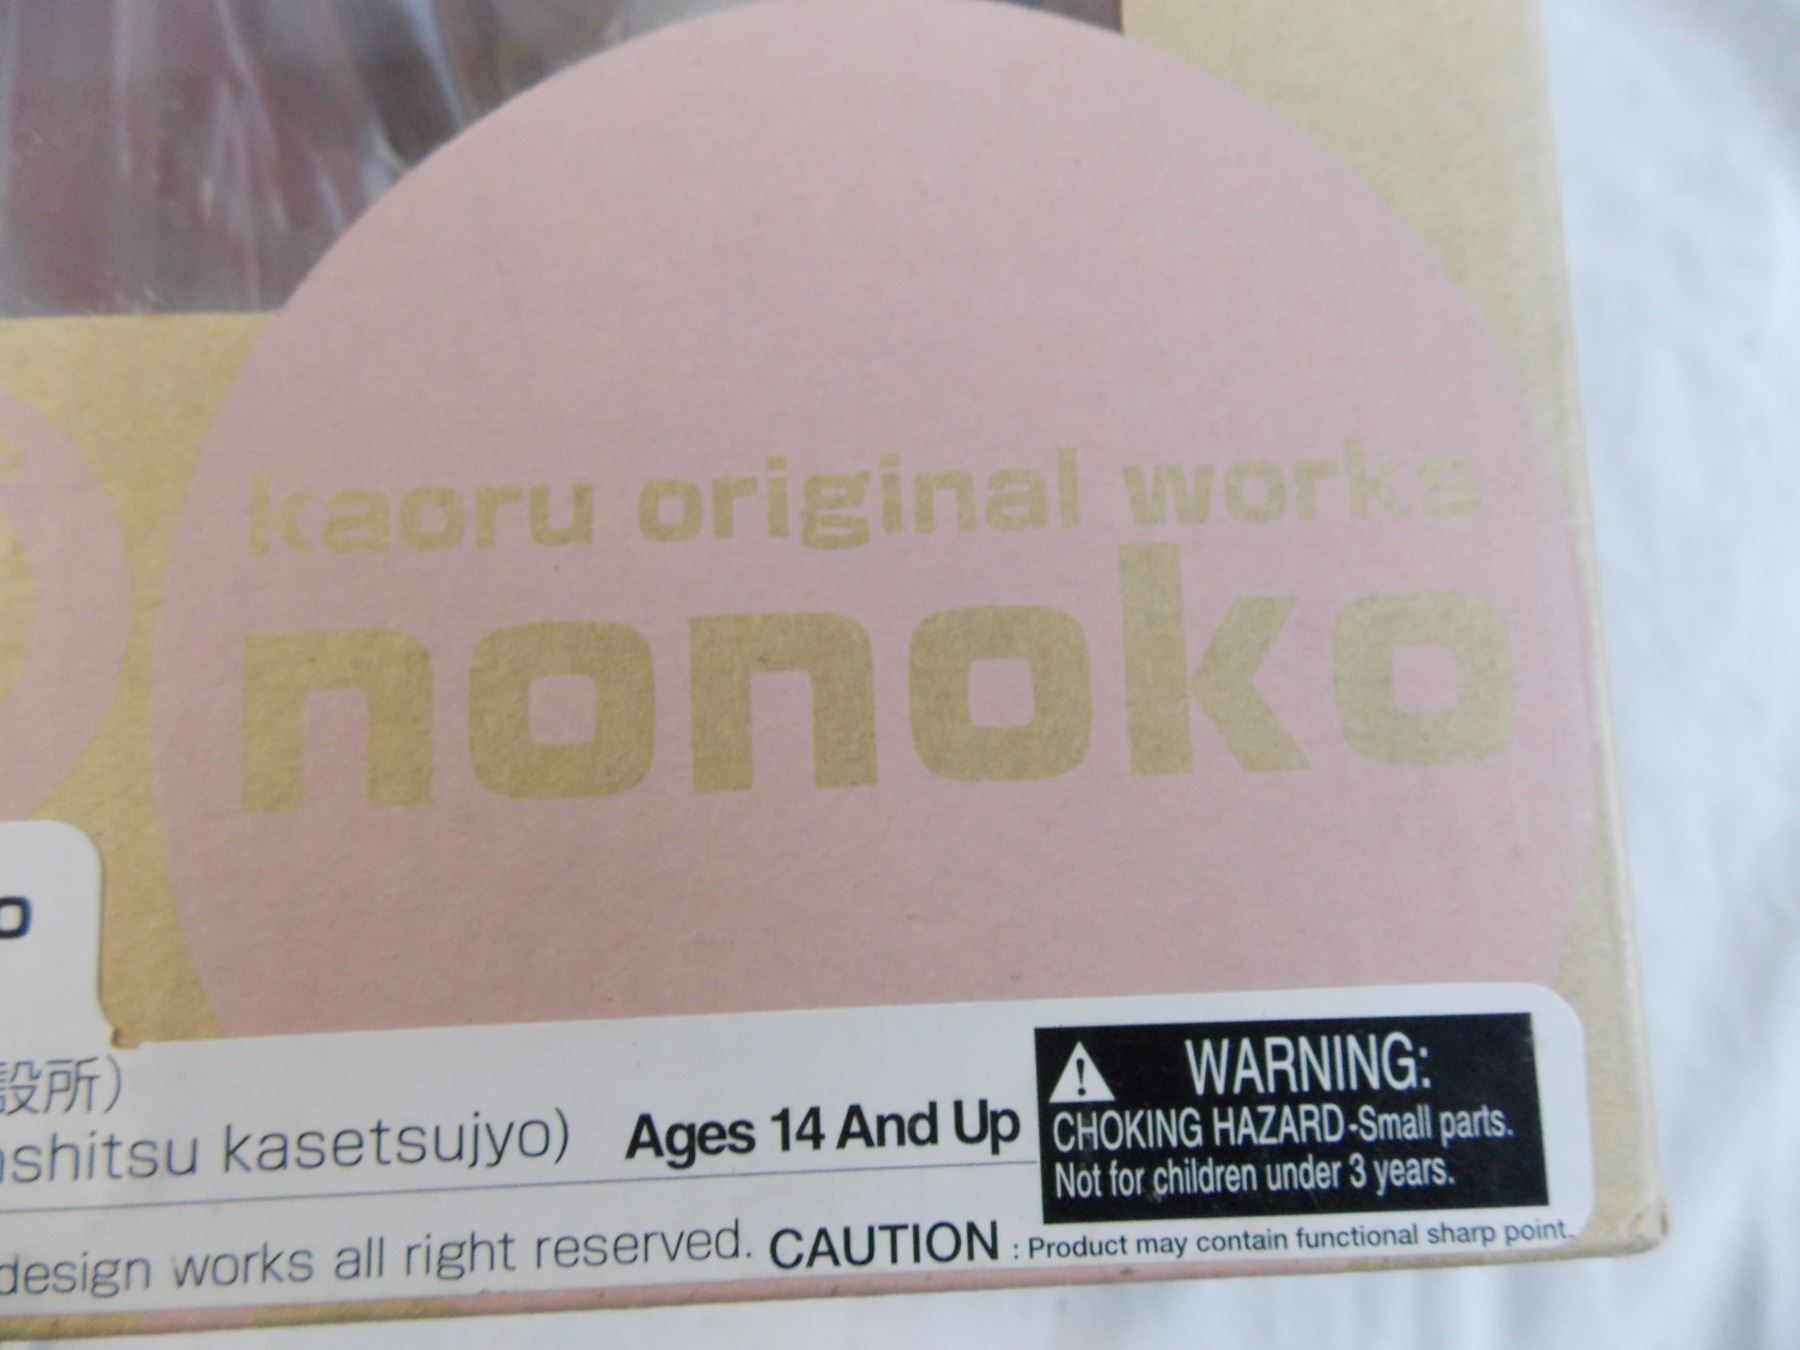 kaoru original works
nonoko
設所)
shitsu kasetsujyo)
Ages 14 And Up
WARNING:
CHOKING HAZARD-Small parts.
Not for children under 3 years.
design works all right reserved.
CAUTION : Product may contain functional sharp point.